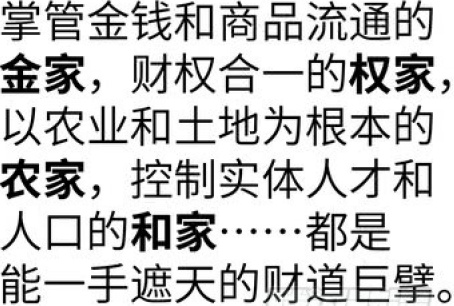 掌管金钱和商品流通的
金家，财权合一的权家，
以农业和土地为根本的
农家，控制实体人才和
人口的和家……都是
能一手遮天的财道巨擘。